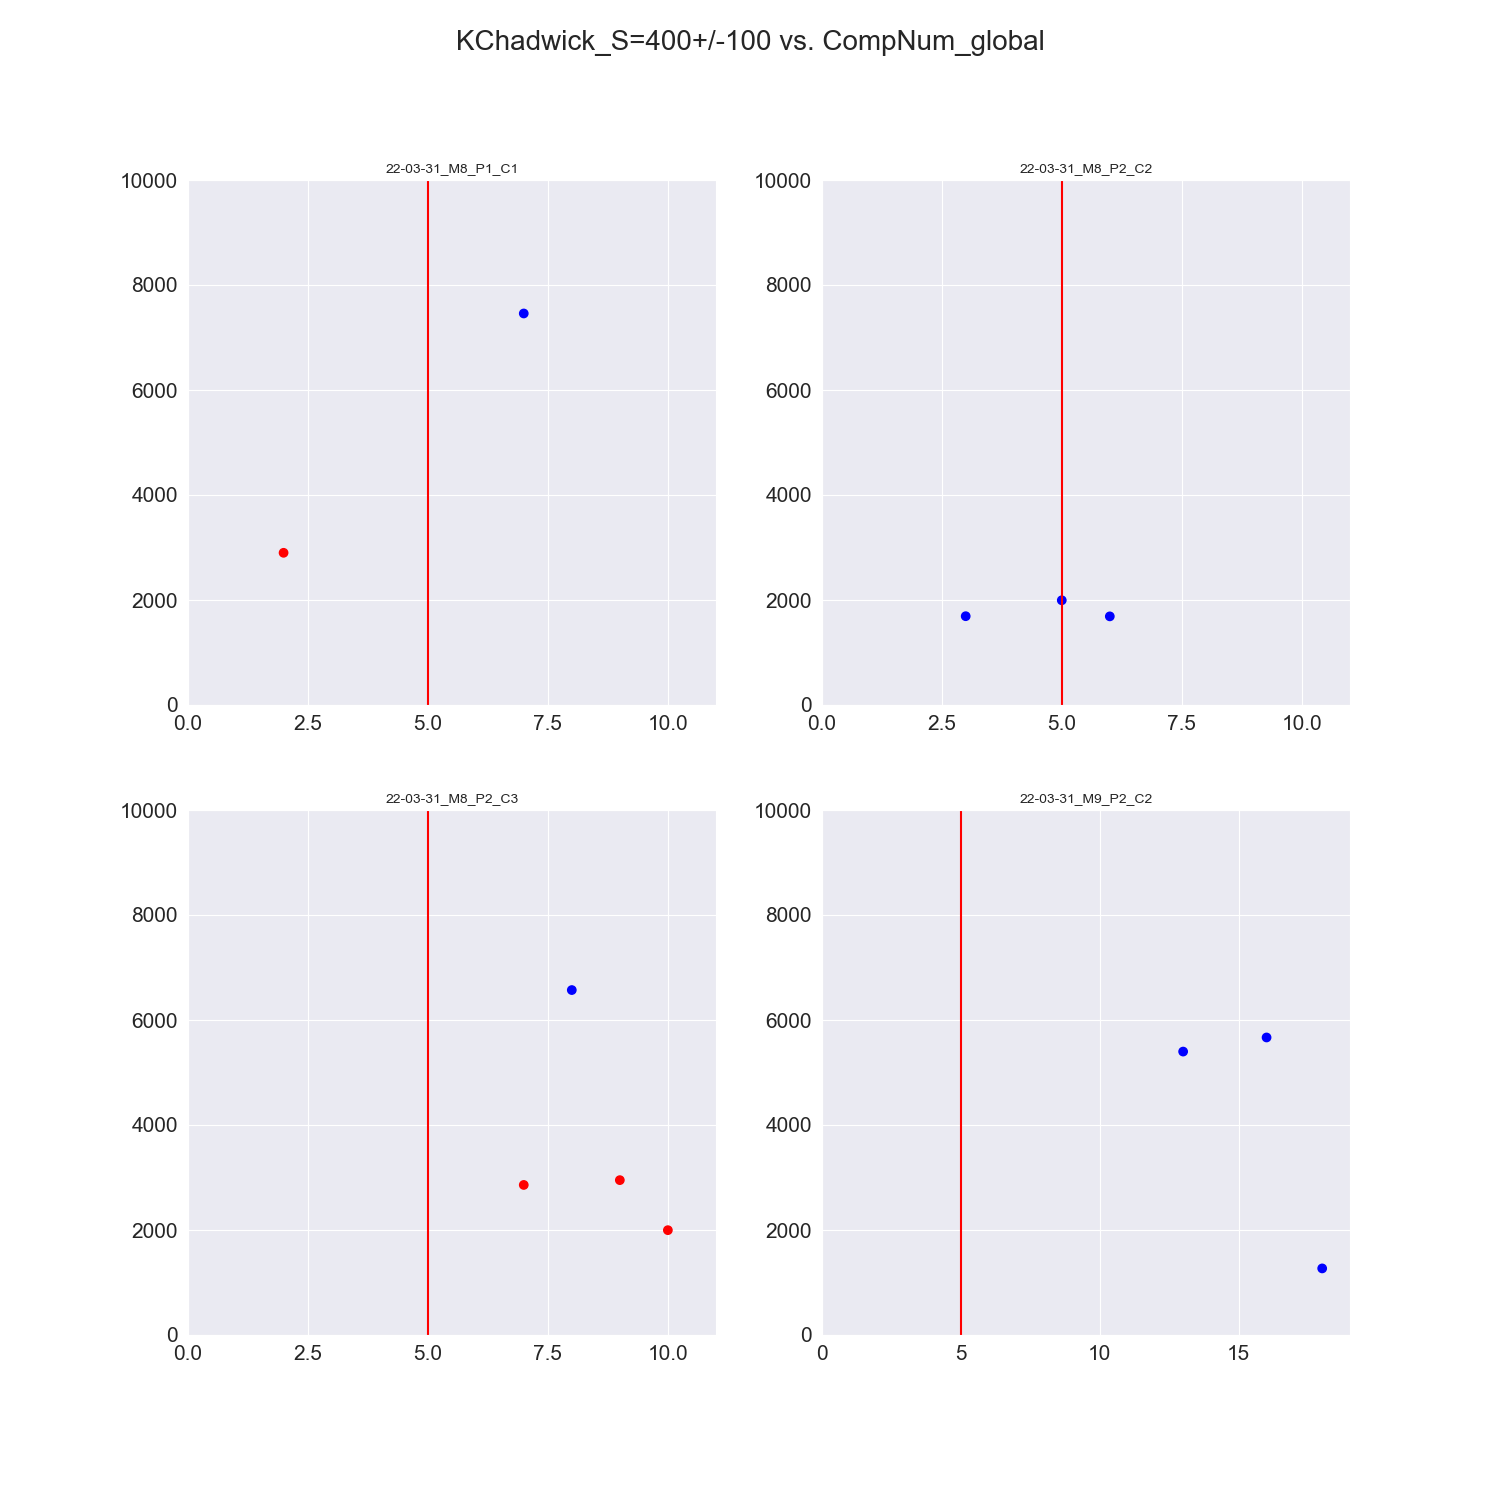 KChadwick_S=400+/-100 vs. CompNum_global
22-03-31_M8_P1_C1
10000
8000
6000
4000
2000
0
0.0 2.5 5.0 7.5 10.0
22-03-31_M8_P2_C2
10000
8000
6000
4000
2000
0
0.0 2.5 5.0 7.5 10.0
22-03-31_M8_P2_C3
10000
8000
6000
4000
2000
0
0.0 2.5 5.0 7.5 10.0
22-03-31_M9_P2_C2
10000
8000
6000
4000
2000
0
0 5 10 15